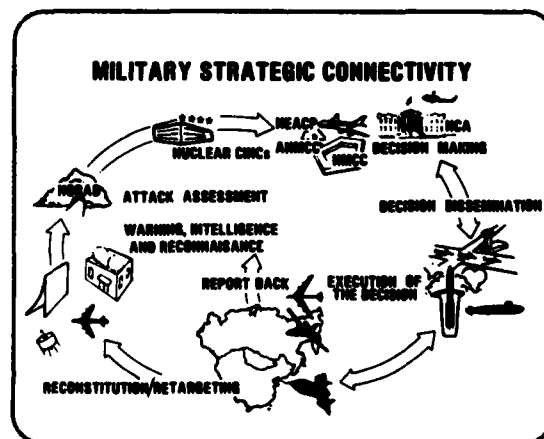 MILITARY STRATEGIC CONNECTIVITY
NEACP
NCA
NUCLEAR CINCs
ANMCC
NMCC
DECISION MAKING
NORAD
ATTACK ASSESSMENT
DECISION DISSEMINATION
WARNING, INTELLIGENCE
AND RECONNAISANCE
REPORT BACK
EXECUTION OF
THE DECISION
RECONSTITUTION/RETARGETING